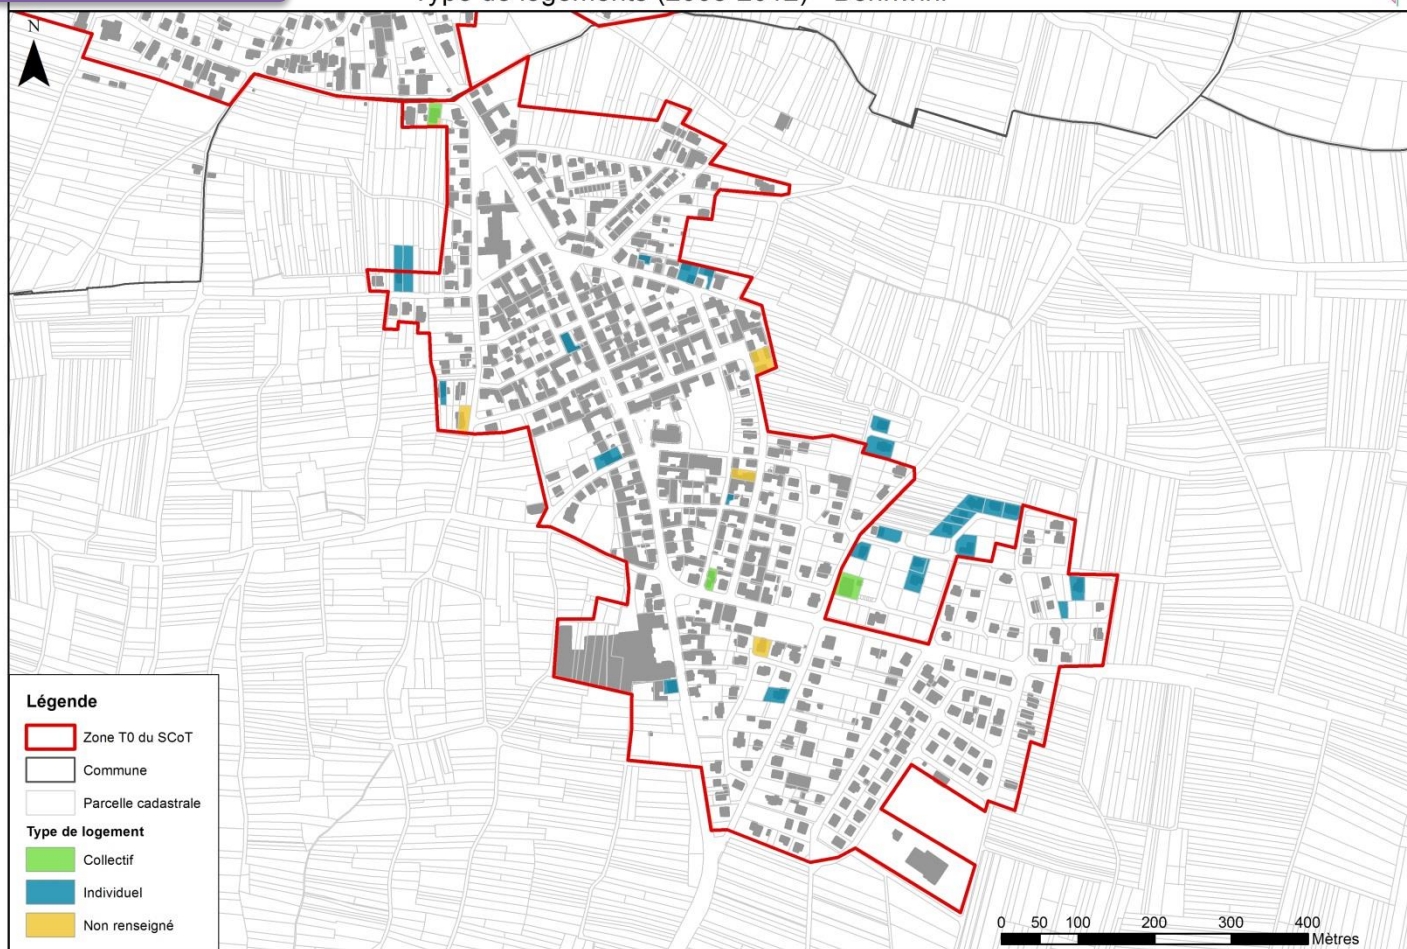 N
Légende
Zone T0 du SCoT
Commune
Parcelle cadastrale
Type de logement
Collectif
Individuel
Non renseigné
0 50 100 200 300 400
Mètres